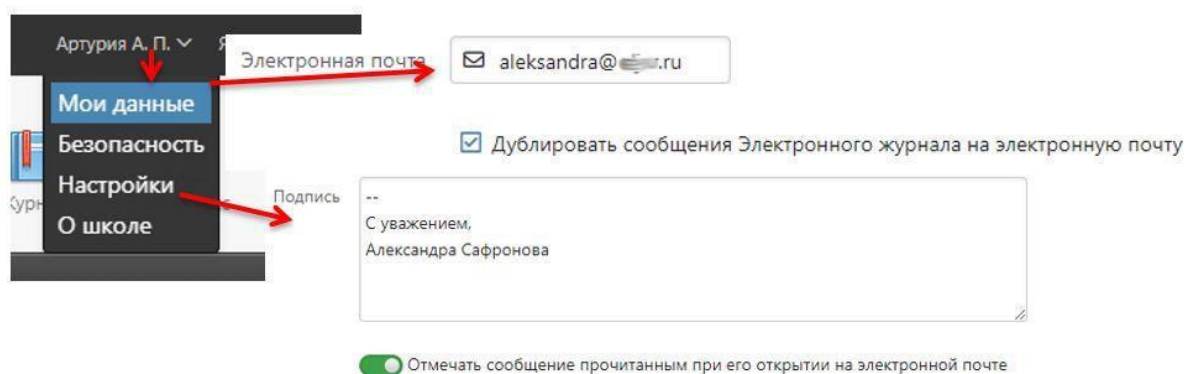 Артурия А. П.
Электронная почта
aleksandra@ .ru
Мои данные
Безопасность
Дублировать сообщения Электронного журнала на электронную почту
Настройки
О школе
Подпись
--
С уважением,
Александра Сафронова
Отмечать сообщение прочитанным при его открытии на электронной почте